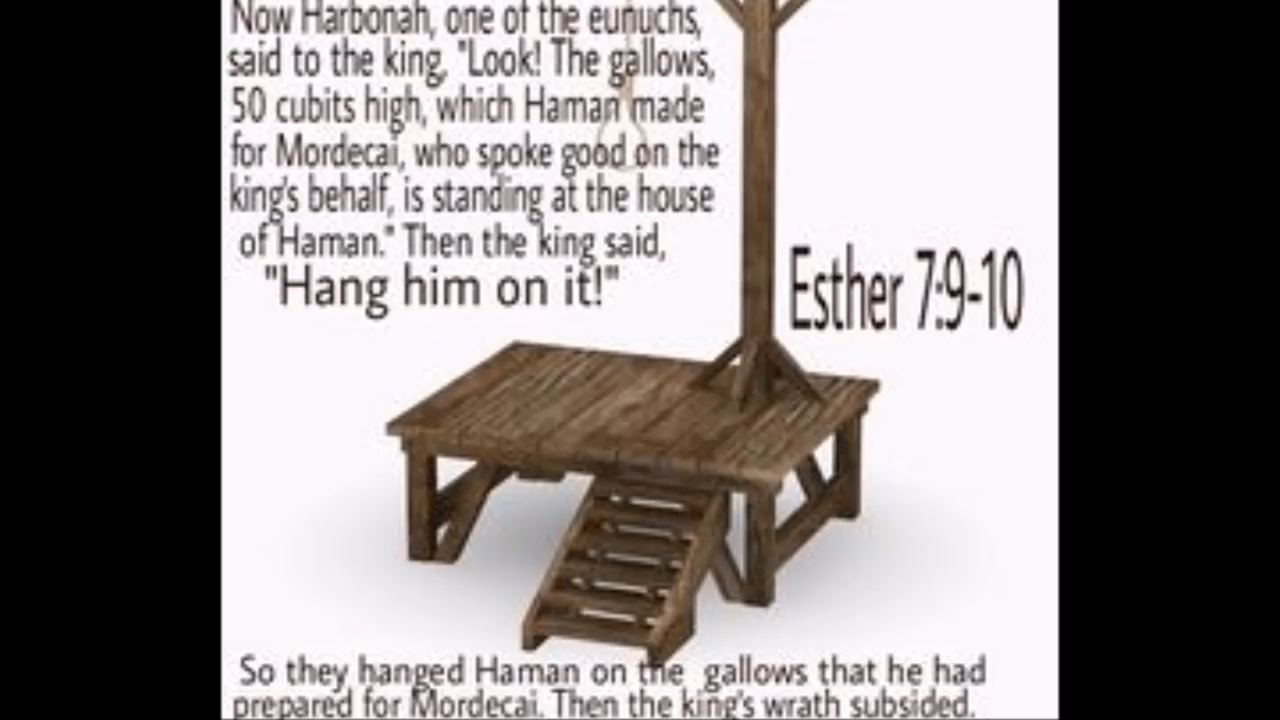 Now Harbonah, one of the eunuchs,
said to the king, "Look! The gallows,
50 cubits high, which Haman made
for Mordecai, who spoke good on the
king's behalf, is standing at the house
of Haman." Then the king said,
"Hang him on it!"
Esther 7:9-10
So they hanged Haman on the gallows that he had
prepared for Mordecai. Then the king's wrath subsided.